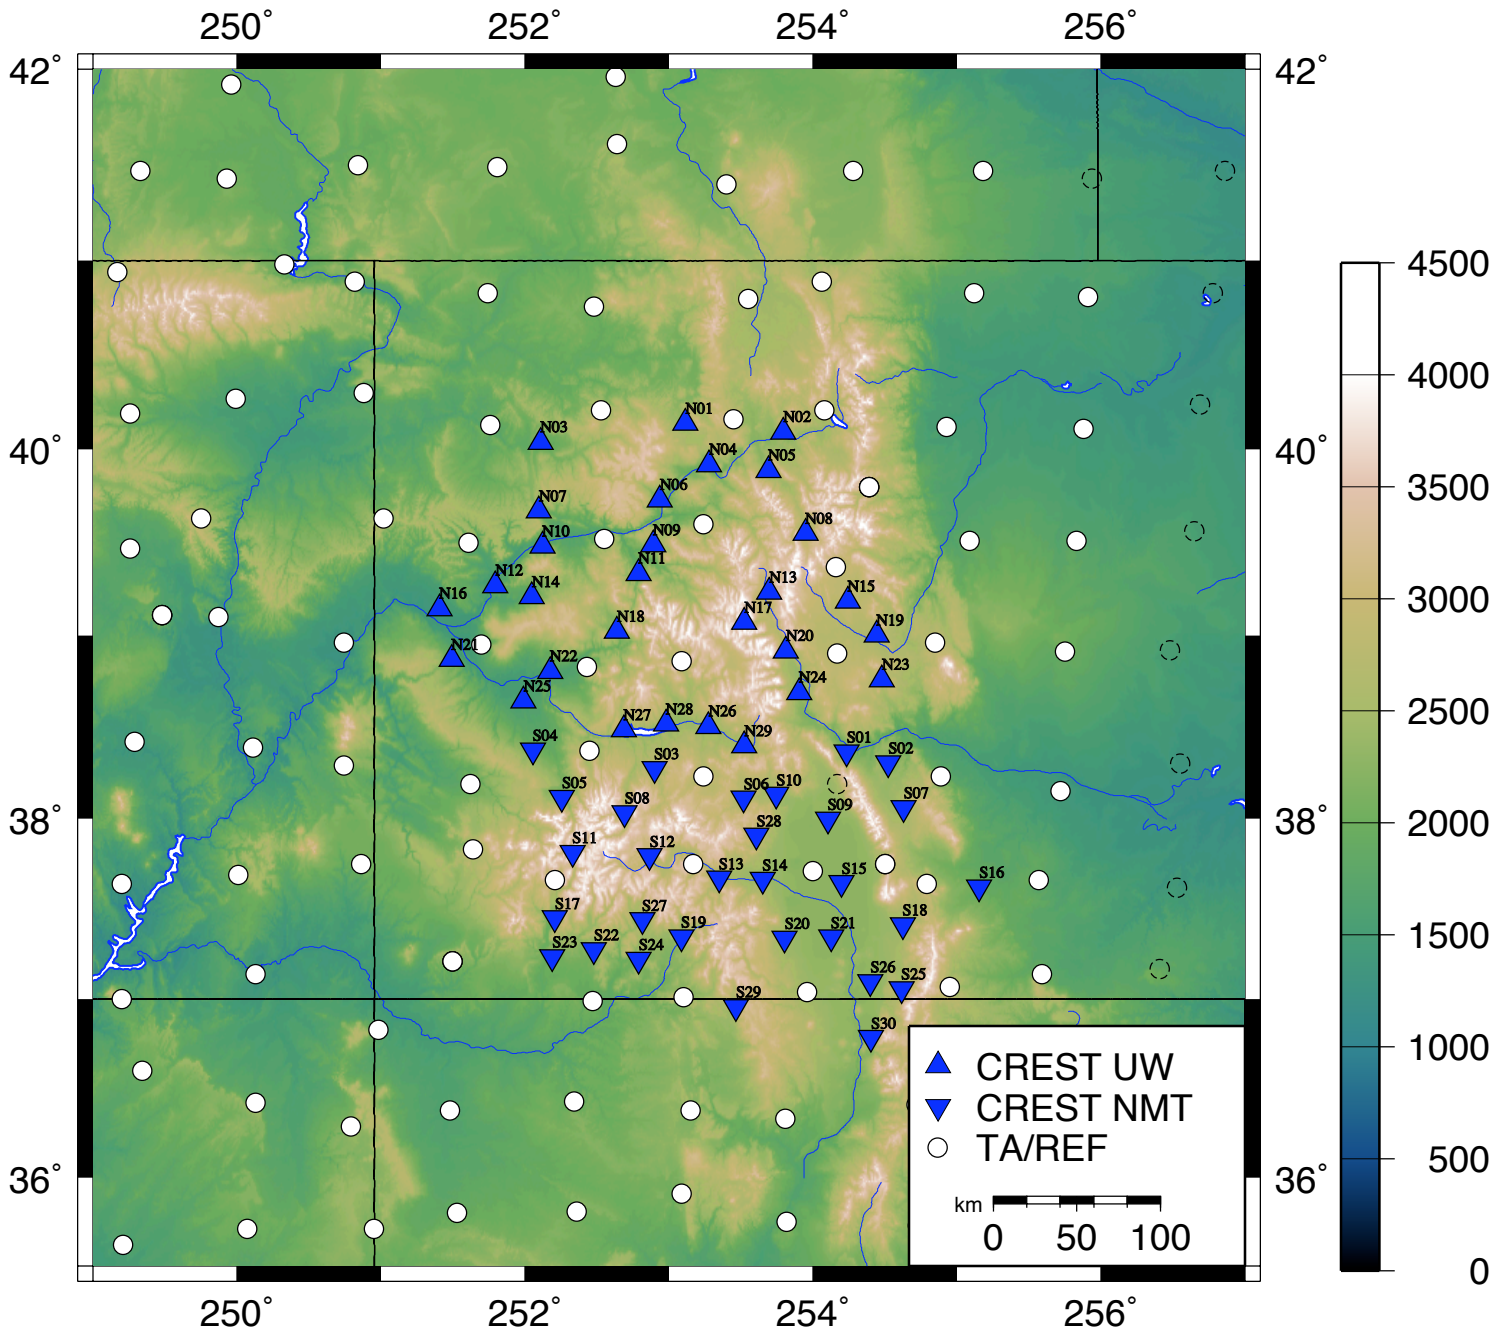 250° 252° 254° 256°
42° 42°
4500
4000
N01
N02
N03
40° N04 N05 40°
3500
N06
N07
N08
N10 N09
N11
3000
N12 N14 N13 N15
N16 N17
N18 N19
N21 N20
N22 N23
N25 N24
2500
N27 N28 N26
N29
S04 S01 S02
S03
S05 S06 S10
38° S08 S09 S07 38°
2000
S28
S11 S12
S13 S14 S15 S16
S17 S27 S18
S19 S20 S21
1500
S23 S22 S24
S26 S25
S29
S30
1000
CREST UW
CREST NMT
TA/REF
500
36° 36°
km
0 50 100
0
250° 252° 254° 256°